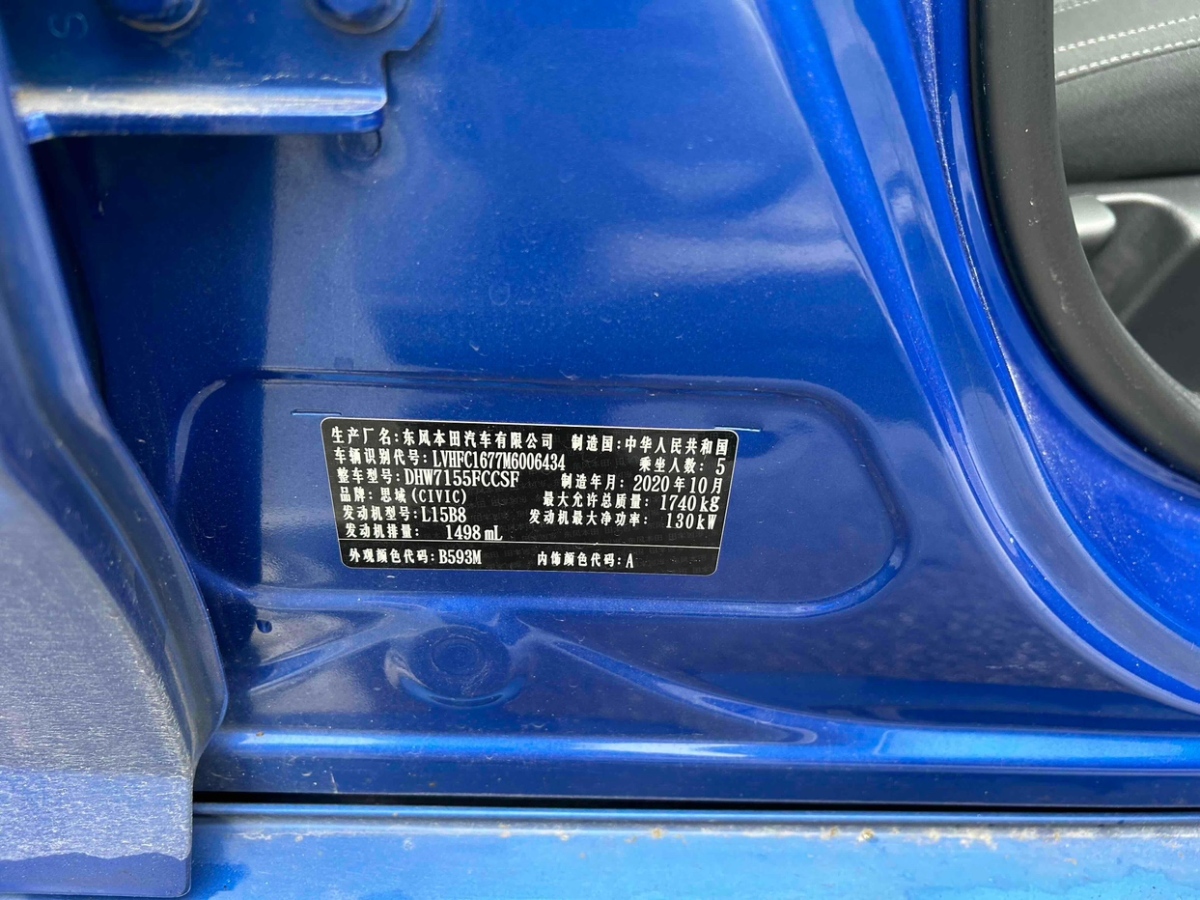 生产厂名:东风本田汽车有限公司 制造国:中华人民共和国
车辆识别代号:LVHFC1677M6006434 乘坐人数: 5
整车型号:DHW7155FCCSF 制造年月:2020年10月
品牌:思域(CIVIC) 最大允许总质量: 1740kg
发动机型号:L15B8 发动机最大净功率: 130kW
发动机排量: 1498mL
外观颜色代码:B593M 内饰颜色代码:A